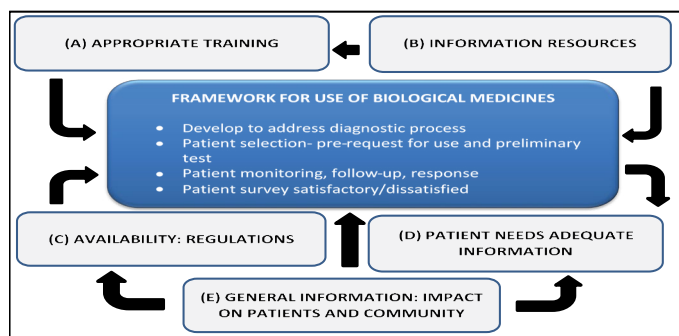 (A) APPROPRIATE TRAINING
(B) INFORMATION RESOURCES
FRAMEWORK FOR USE OF BIOLOGICAL MEDICINES
• Develop to address diagnostic process
• Patient selection- pre-request for use and preliminary
test
• Patient monitoring, follow-up, response
• Patient survey satisfactory/dissatisfied
(C) AVAILABILITY: REGULATIONS
(D) PATIENT NEEDS ADEQUATE
INFORMATION
(E) GENERAL INFORMATION: IMPACT
ON PATIENTS AND COMMUNITY